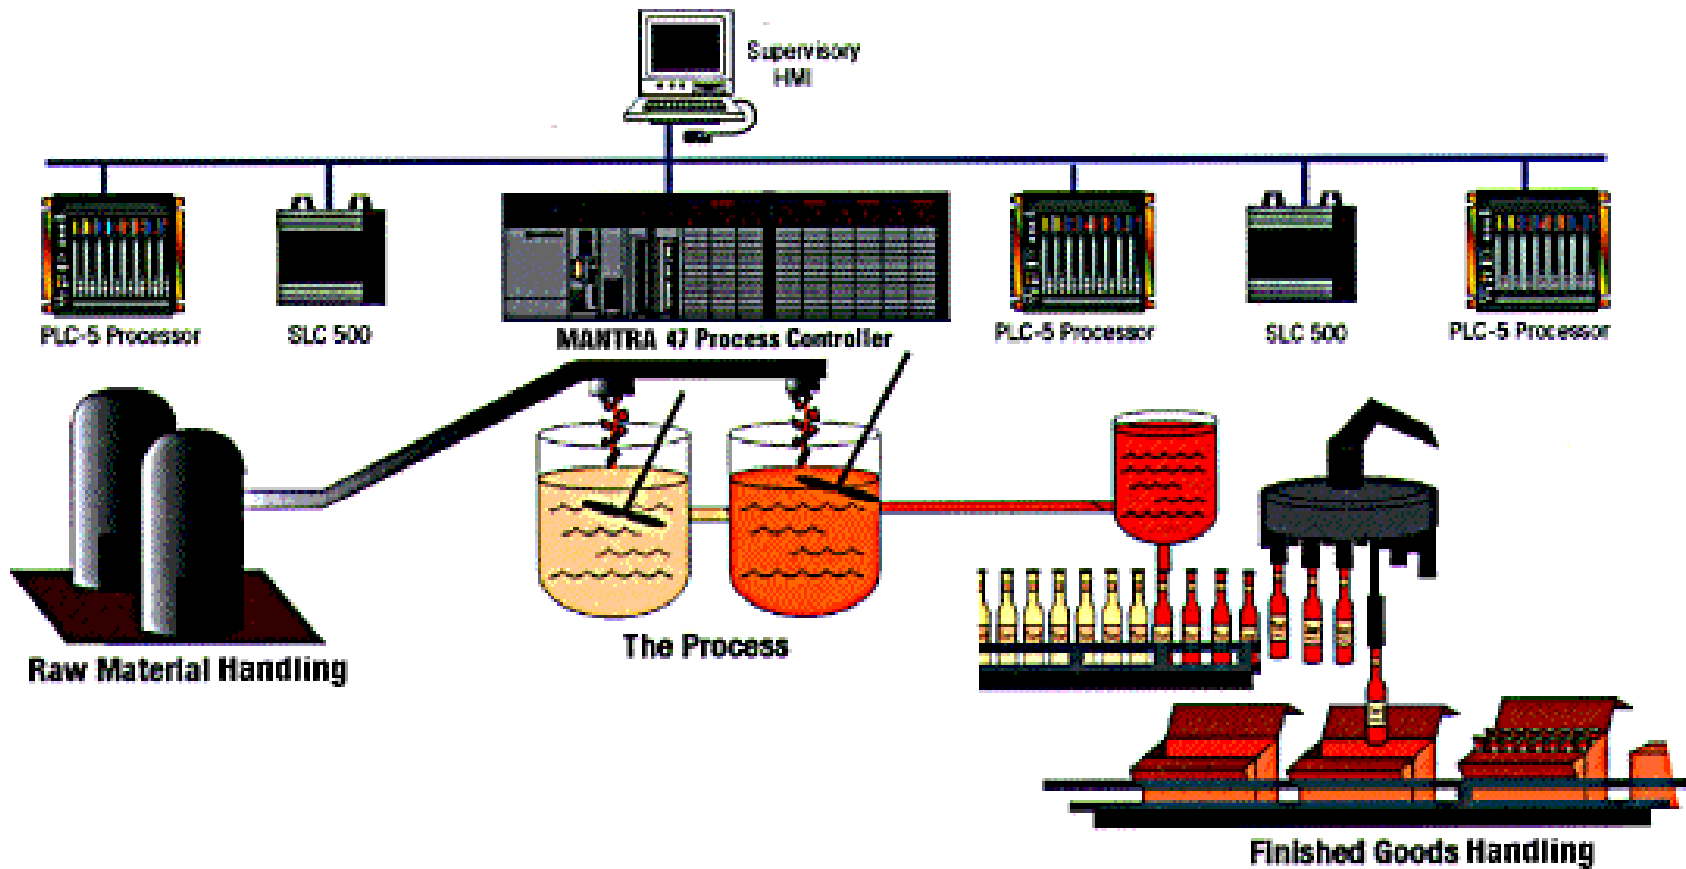 Supervisory
HMI
PLC-5 Processor
SLC 500
MANTRA 47 Process Controller
PLC-5 Processor
SLC 500
PLC-5 Processor
The Process
Raw Material Handling
Finished Goods Handling